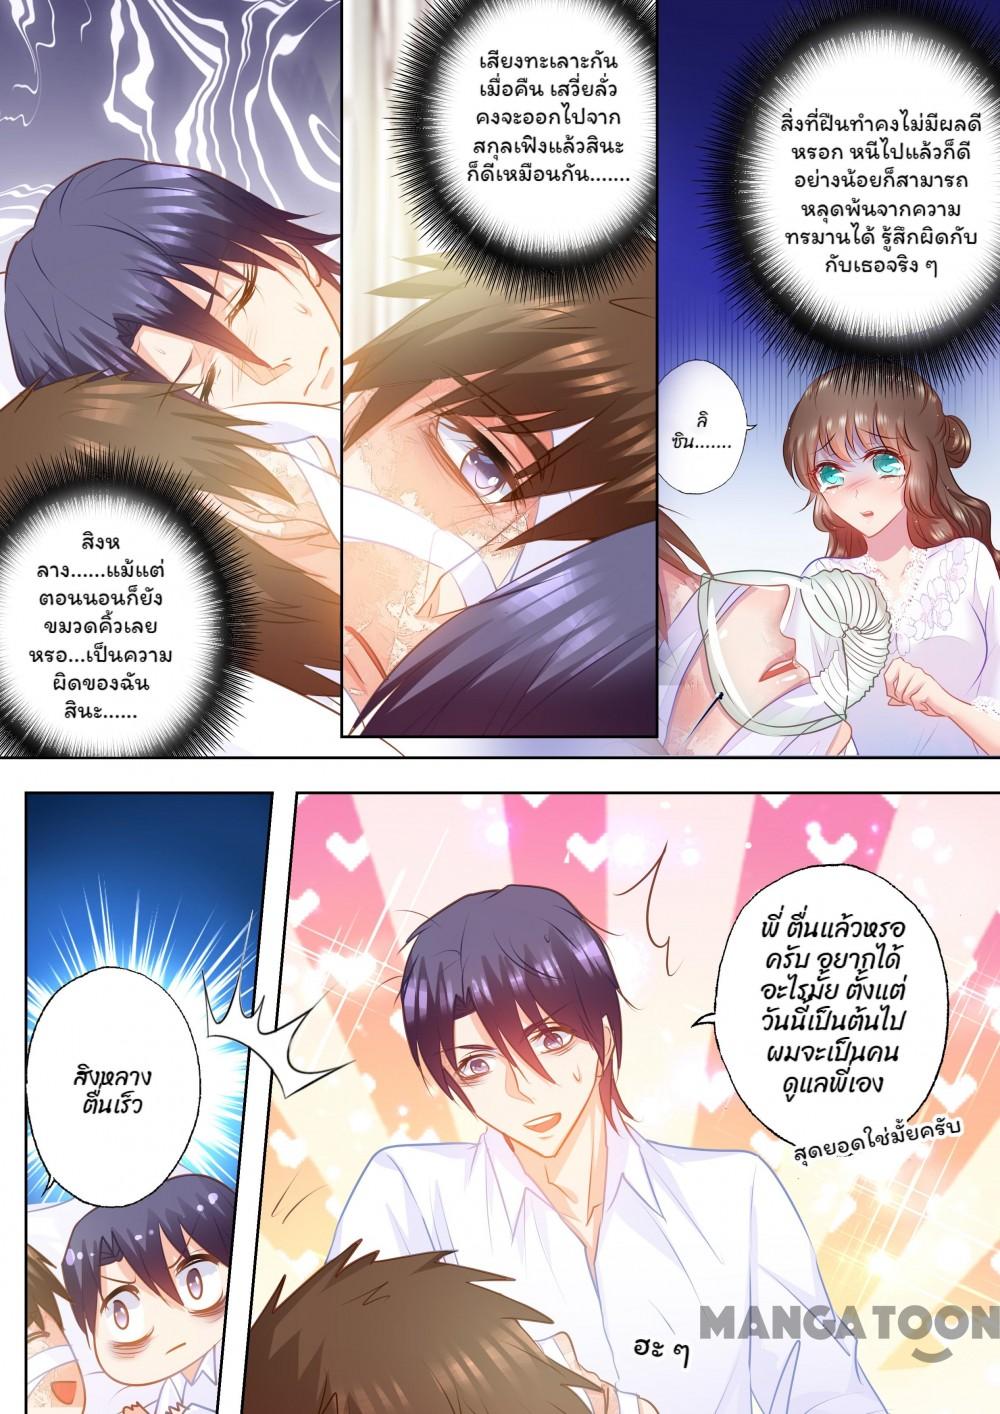 สิงห
ลาง......แม้แต่
ตอนนอนก็ยัง
ขมวดคิ้วเลย
หรอ...เป็นความ
ผิดของฉัน
สินะ......
เสียงทะเลาะกัน
เมื่อคืน เสวี่ยลั่ว
คงจะออกไปจาก
สกุลเฟิงแล้วสินะ
ก็ดีเหมือนกัน.......
สิ่งที่ฝืนทำคงไม่มีผลดี
หรอก หนีไปแล้วก็ดี
อย่างน้อยก็สามารถ
หลุดพ้นจากความ
ทรมานได้ รู้สึกผิดกับ
กับเธอจริง ๆ
ลิ
ซิน.......
สิงหลาง
ตื่นเร็ว
พี่ ตื่นแล้วหรอ
ครับ อยากได้
อะไรมั้ย ตั้งแต่
วันนี้เป็นต้นไป
ผมจะเป็นคน
ดูแลพี่เอง
สุดยอดใช่มั้ยครับ
ฮะ ๆ
MANGATOON